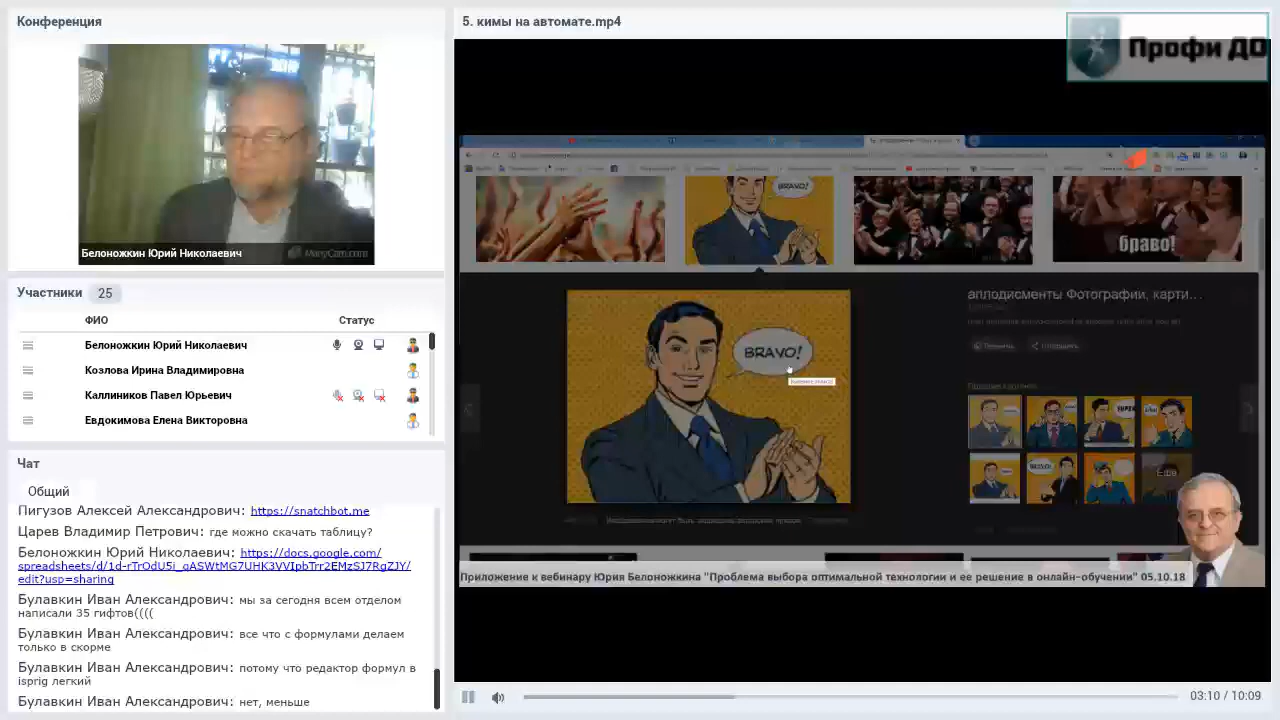 Конференция
Белоножкин Юрий Николаевич
ManyCam.com
Участники 25
ФИО Статус
Белоножкин Юрий Николаевич
Козлова Ирина Владимировна
Каллиников Павел Юрьевич
Евдокимова Елена Викторовна
Чат
Общий
Пигузов Алексей Александрович: https://snatchbot.me
Царев Владимир Петрович: где можно скачать таблицу?
Белоножкин Юрий Николаевич: https://docs.google.com/
spreadsheets/d/1d-rTrOdU5i_qASWtMG7UHK3VVIpbTrr2EMzSJ7RgZJY/
edit?usp=sharing
Булавкин Иван Александрович: мы за сегодня всем отделом
написали 35 гифтов((((
Булавкин Иван Александрович: все что с формулами делаем
только в скорме
Булавкин Иван Александрович: потому что редактор формул в
isprig легкий
Булавкин Иван Александрович: нет, меньше
5. кимы на автомате.mp4
Профи ДО
BRAVO!
браво!
аплодисменты Фотографии, карти...
BRAVO!
Еще
Приложение к вебинару Юрия Белоножкина "Проблема выбора оптимальной технологии и ее решение в онлайн-обучении" 05.10.18
03:10 / 10:09